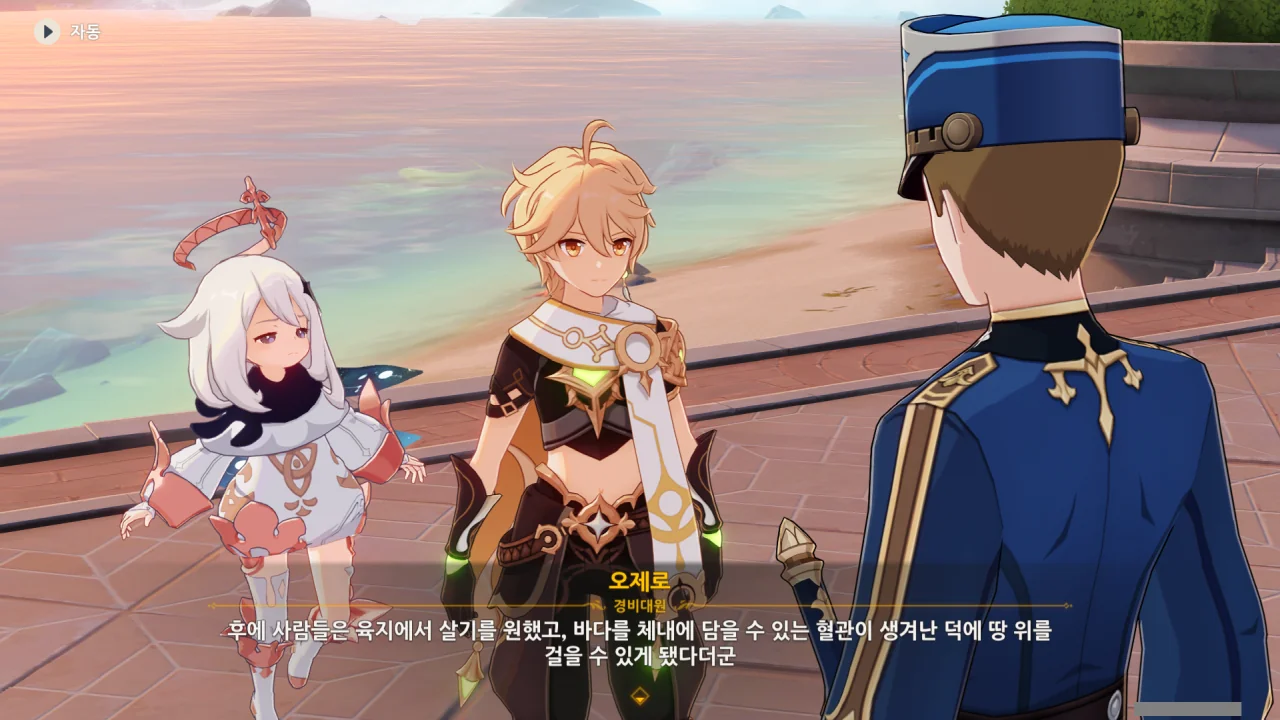 자동
오제로
경비대원
후에 사람들은 육지에서 살기를 원했고, 바다를 체내에 담을 수 있는 혈관이 생겨난 덕에 땅 위를
걸을 수 있게 됐다더군